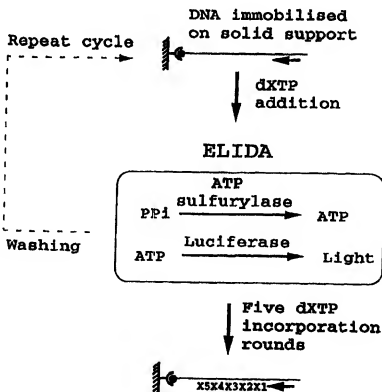 DNA immobilised
on solid support
Repeat cycle
dXTP
addition
ELIDA
ATP
sulfurylase
PPi
ATP
Luciferase
ATP
Light
Washing
Five dXTP
incorporation
rounds
X5X4X3X2X1